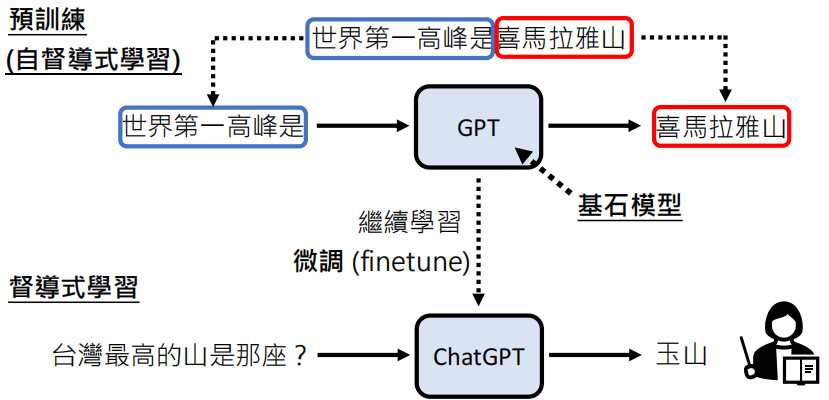 預訓練
(自督導式學習)
世界第一高峰是喜馬拉雅山
世界第一高峰是
GPT
喜馬拉雅山
基石模型
繼續學習
微調 (finetune)
督導式學習
台灣最高的山是那座？
ChatGPT
玉山